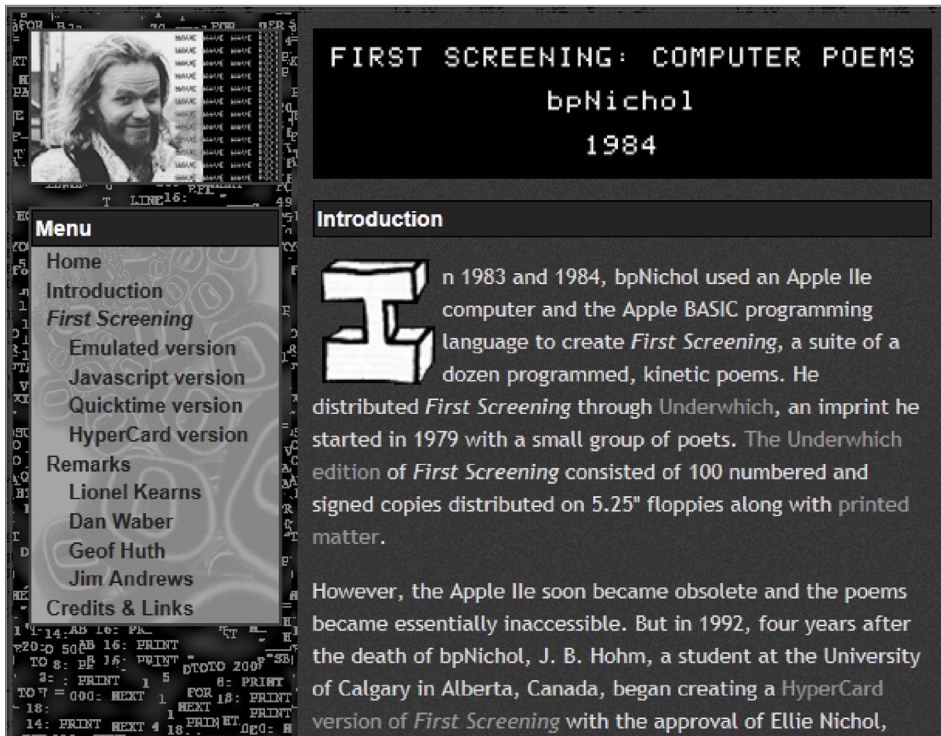 FIRST SCREENING: COMPUTER POEMS
bpNichol
1984
Menu
Home
Introduction
First Screening
Emulated version
Javascript version
Quicktime version
HyperCard version
Remarks
Lionel Kearns
Dan Waber
Geof Huth
Jim Andrews
Credits & Links
Introduction
In 1983 and 1984, bpNichol used an Apple IIe
computer and the Apple BASIC programming
language to create First Screening, a suite of a
dozen programmed, kinetic poems. He
distributed First Screening through Underwhich, an imprint he
started in 1979 with a small group of poets. The Underwhich
edition of First Screening consisted of 100 numbered and
signed copies distributed on 5.25" floppies along with printed
matter.
However, the Apple IIe soon became obsolete and the poems
became essentially inaccessible. But in 1992, four years after
the death of bpNichol, J. B. Hohm, a student at the University
of Calgary in Alberta, Canada, began creating a HyperCard
version of First Screening with the approval of Ellie Nichol,